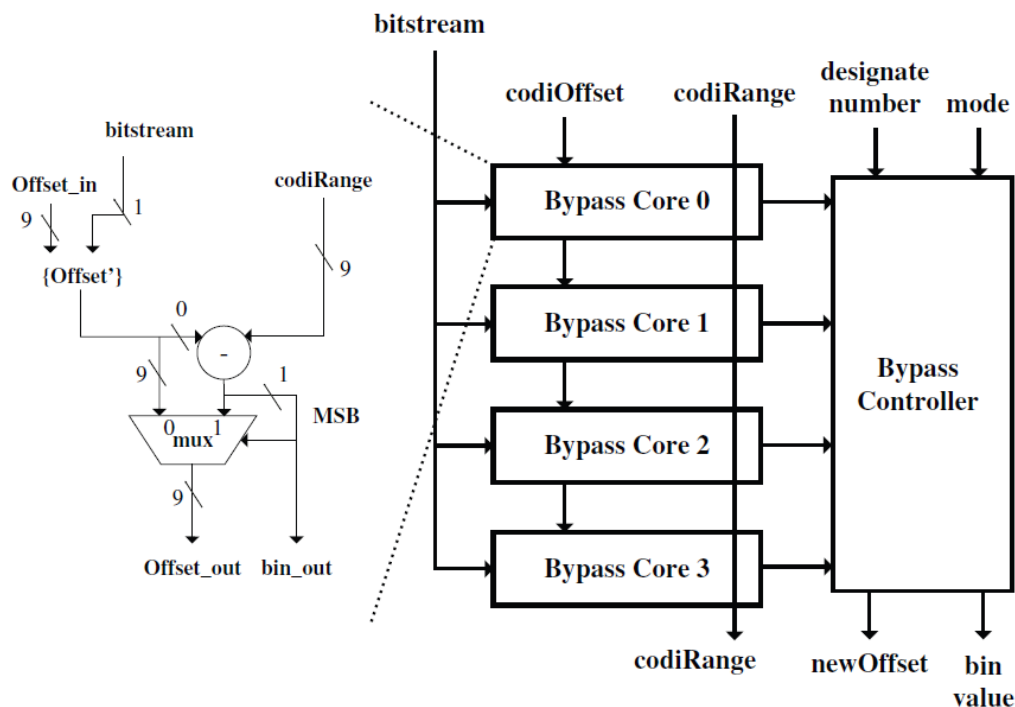 bitstream
codiOffset
codiRange
designate
number
mode
bitstream
Offset_in
codiRange
9
1
{Offset'}
9
0
-
9
1
MSB
0
1
mux
9
Offset_out
bin_out
Bypass Core 0
Bypass Core 1
Bypass Core 2
Bypass Core 3
Bypass
Controller
codiRange
newOffset
bin
value